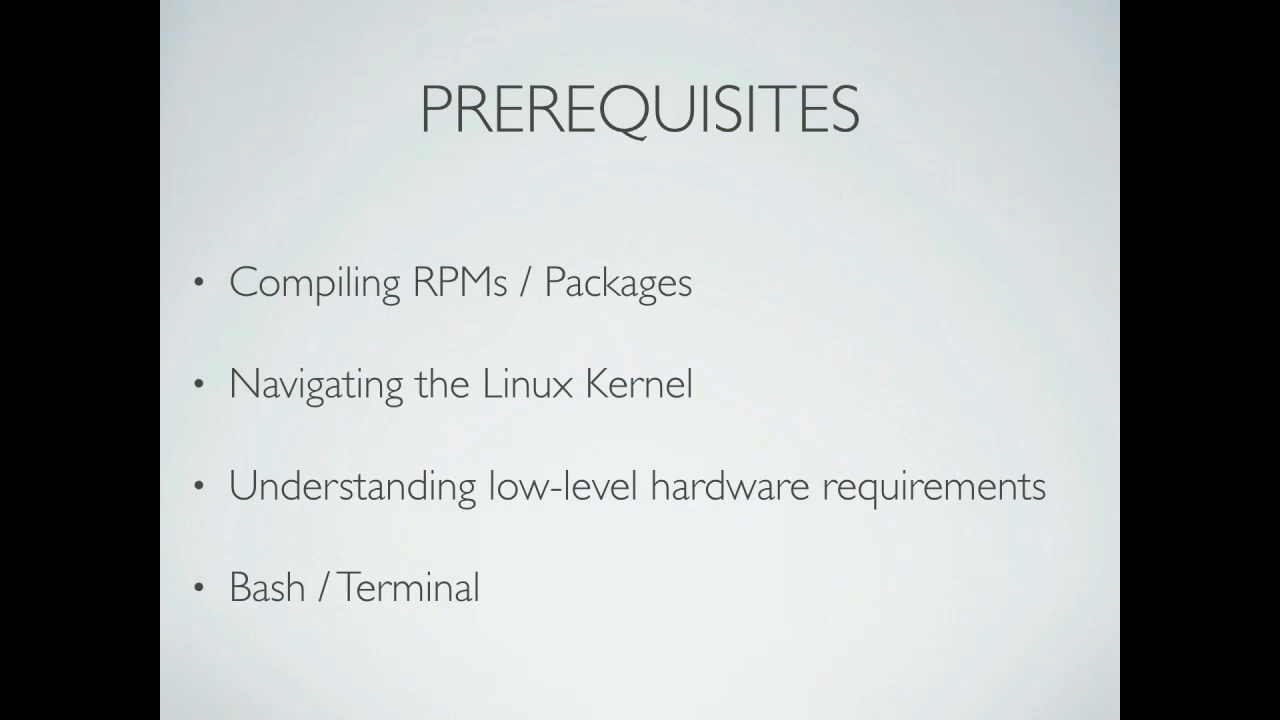 PREREQUISITES
• Compiling RPMs / Packages
• Navigating the Linux Kernel
• Understanding low-level hardware requirements
• Bash / Terminal